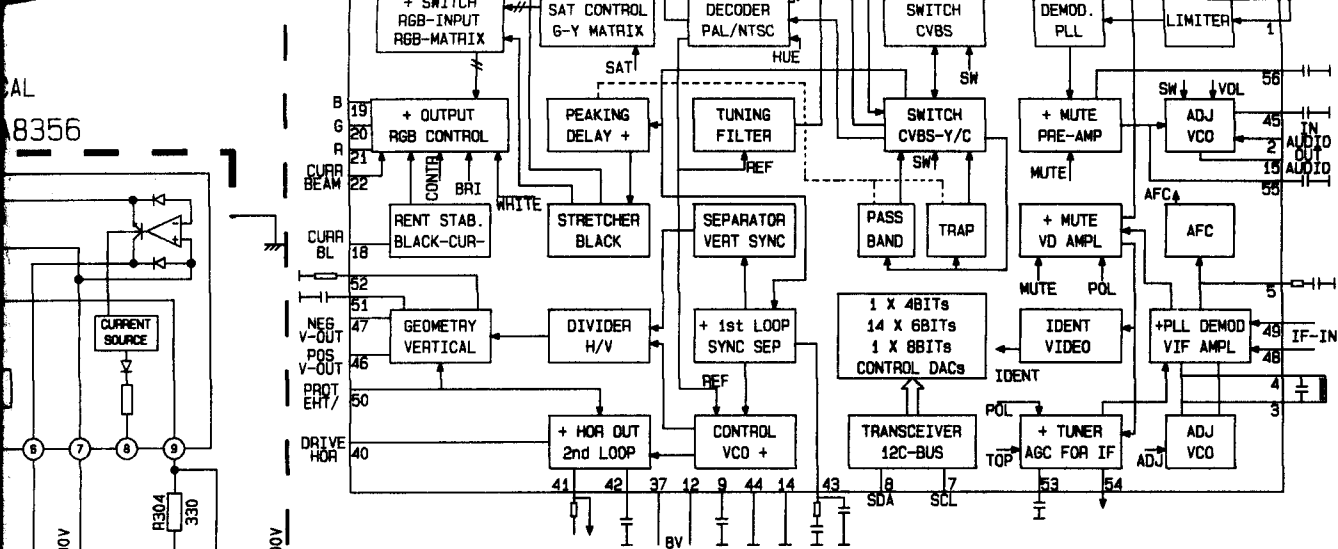 + SWITCH
RGB-INPUT
RGB-MATRIX
SAT CONTROL
G-Y MATRIX
SAT
DECODER
PAL/NTSC
HUE
SWITCH
CVBS
SW
DEMOD.
PLL
LIMITER
1
CAL
A8356
B
19
G
20
R
21
CURR
BEAM
22
+ OUTPUT
RGB CONTROL
CONTR
BRI
WHITE
PEAKING
DELAY +
TUNING
FILTER
REF
SWITCH
CVBS-Y/C
SW
+ MUTE
PRE-AMP
MUTE
SW
VOL
ADJ
VCO
56
45
IN
2
AUDIO
OUT
15
AUDIO
55
CURR
BL
18
RENT STAB.
BLACK-CUR-
STRETCHER
BLACK
SEPARATOR
VERT SYNC
PASS
BAND
TRAP
+ MUTE
VD AMPL
MUTE
POL
AFC
AFC
5
CURRENT
SOURCE
52
51
NEG
V-OUT
47
POS
V-OUT
46
PROT
EHT/
50
GEOMETRY
VERTICAL
DIVIDER
H/V
+ 1st LOOP
SYNC SEP
REF
1 X 4BITs
14 X 6BITs
1 X 8BITs
CONTROL DACs
IDENT
VIDEO
IDENT
+PLL DEMOD
VIF AMPL
49
IF-IN
48
4
3
DRIVE
HOR
40
+ HOR OUT
2nd LOOP
CONTROL
VCO +
TRANSCEIVER
I2C-BUS
POL
TOP
+ TUNER
AGC FOR IF
ADJ
ADJ
VCO
6
7
8
9
R304
330
41
42
37
12
9
44
14
43
8
SDA
7
SCL
53
54
8V
00V
00V